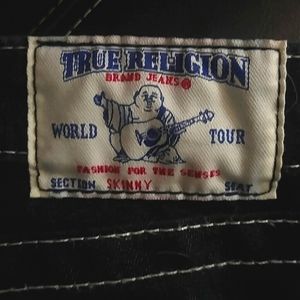 TRUE RELIGION
BRAND JEANS
WORLD TOUR
FASHION FOR THE SENSES
SECTION SKINNY SEAT